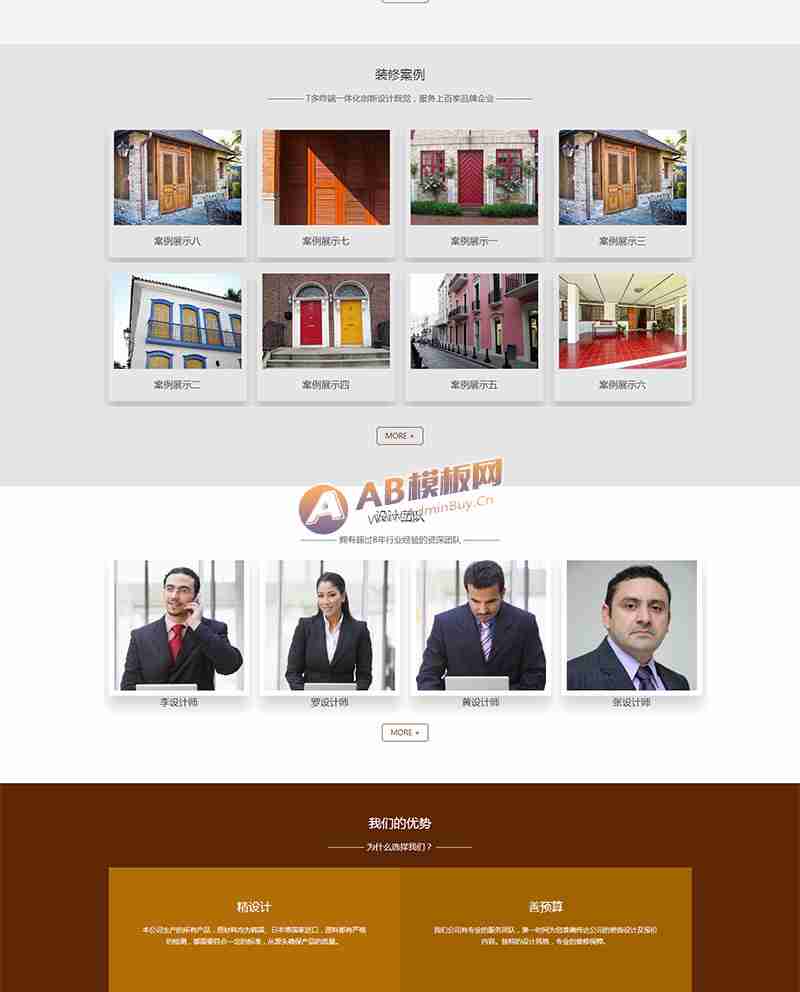 装修案例
T多终端一体化创新设计视觉，服务上百家品牌企业
案例展示八
案例展示七
案例展示一
案例展示三
案例展示二
案例展示四
案例展示五
案例展示六
MORE +
AB模板网
www.AdminBuy.Cn
设计团队
拥有超过8年行业经验的资深团队
李设计师
罗设计师
黄设计师
张设计师
MORE +
我们的优势
为什么选择我们？
精设计
善预算
本公司生产的所有产品，原材料均为韩国、日本等国家进口，原料都有严格
的检测，都需要符合一定的标准，从源头确保产品的质量。
我们公司有专业的服务团队，第一时间为您准确传达公司的装饰设计及报价
内容。独特的设计风格，专业的维修保障。